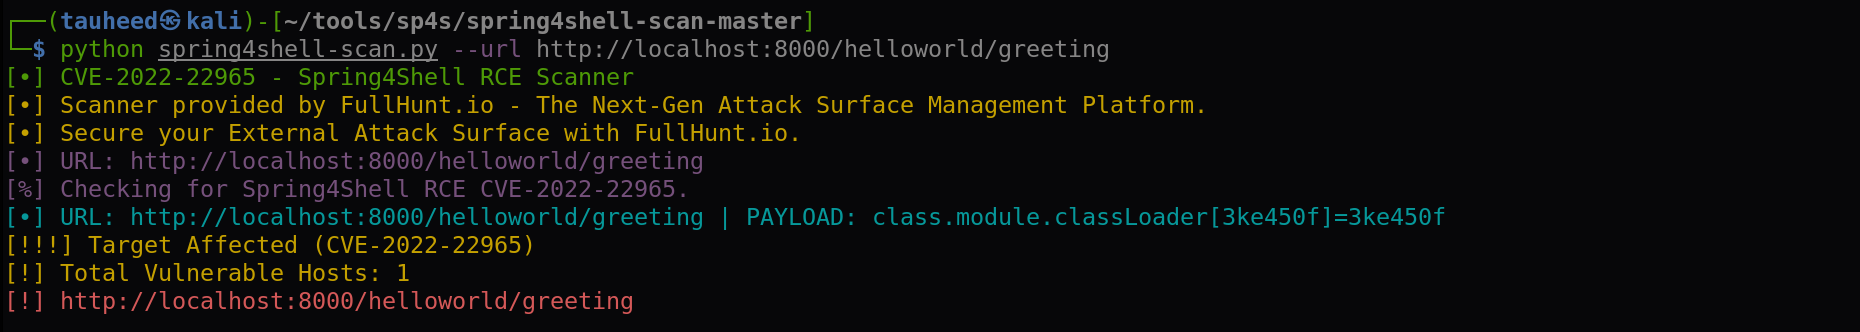 ┌──(tauheed㉿kali)-[~/tools/sp4s/spring4shell-scan-master]
└─$ python spring4shell-scan.py --url http://localhost:8000/helloworld/greeting
[•] CVE-2022-22965 - Spring4Shell RCE Scanner
[•] Scanner provided by FullHunt.io - The Next-Gen Attack Surface Management Platform.
[•] Secure your External Attack Surface with FullHunt.io.
[•] URL: http://localhost:8000/helloworld/greeting
[%] Checking for Spring4Shell RCE CVE-2022-22965.
[•] URL: http://localhost:8000/helloworld/greeting | PAYLOAD: class.module.classLoader[3ke450f]=3ke450f
[!!!] Target Affected (CVE-2022-22965)
[!] Total Vulnerable Hosts: 1
[!] http://localhost:8000/helloworld/greeting